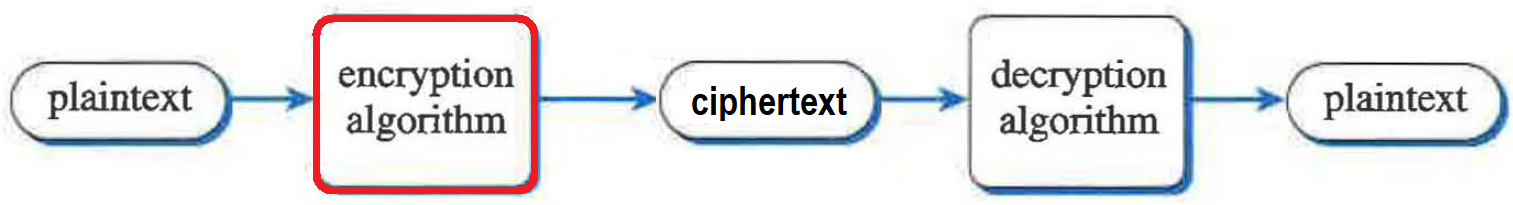 plaintext
encryption
algorithm
ciphertext
decryption
algorithm
plaintext